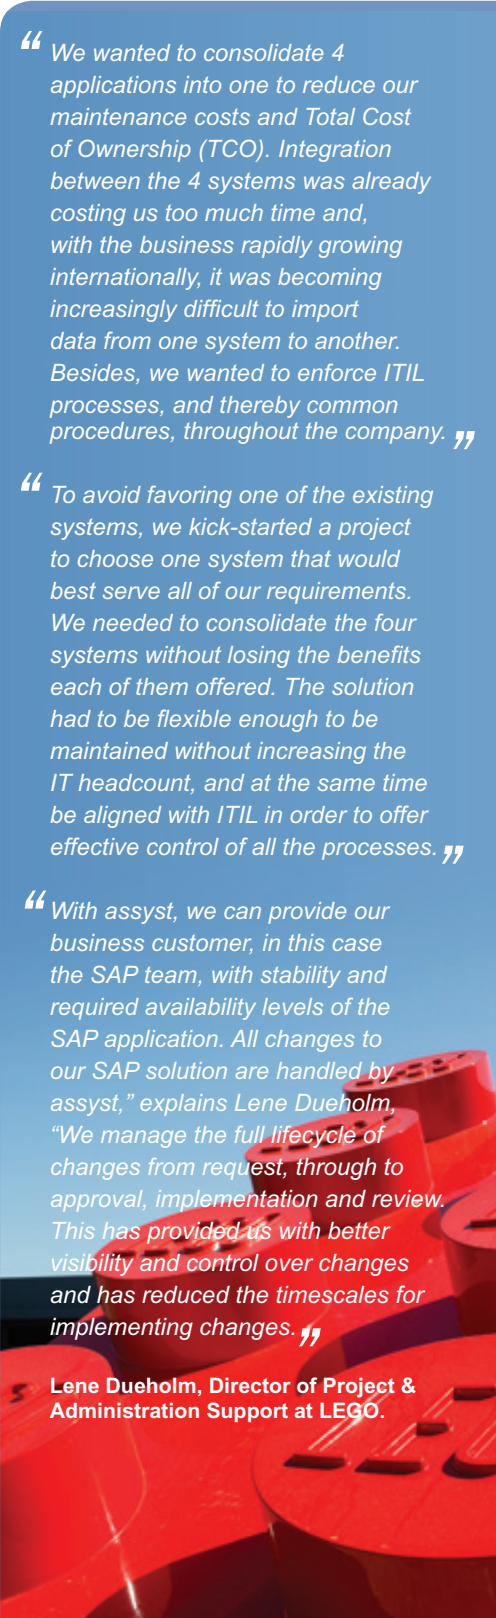 “ We wanted to consolidate 4
applications into one to reduce our
maintenance costs and Total Cost
of Ownership (TCO). Integration
between the 4 systems was already
costing us too much time and,
with the business rapidly growing
internationally, it was becoming
increasingly difficult to import
data from one system to another.
Besides, we wanted to enforce ITIL
processes, and thereby common
procedures, throughout the company. ”
“ To avoid favoring one of the existing
systems, we kick-started a project
to choose one system that would
best serve all of our requirements.
We needed to consolidate the four
systems without losing the benefits
each of them offered. The solution
had to be flexible enough to be
maintained without increasing the
IT headcount, and at the same time
be aligned with ITIL in order to offer
effective control of all the processes. ”
“ With assyst, we can provide our
business customer, in this case
the SAP team, with stability and
required availability levels of the
SAP application. All changes to
our SAP solution are handled by
assyst,” explains Lene Dueholm,
“We manage the full lifecycle of
changes from request, through to
approval, implementation and review.
This has provided us with better
visibility and control over changes
and has reduced the timescales for
implementing changes. ”
Lene Dueholm, Director of Project &
Administration Support at LEGO.